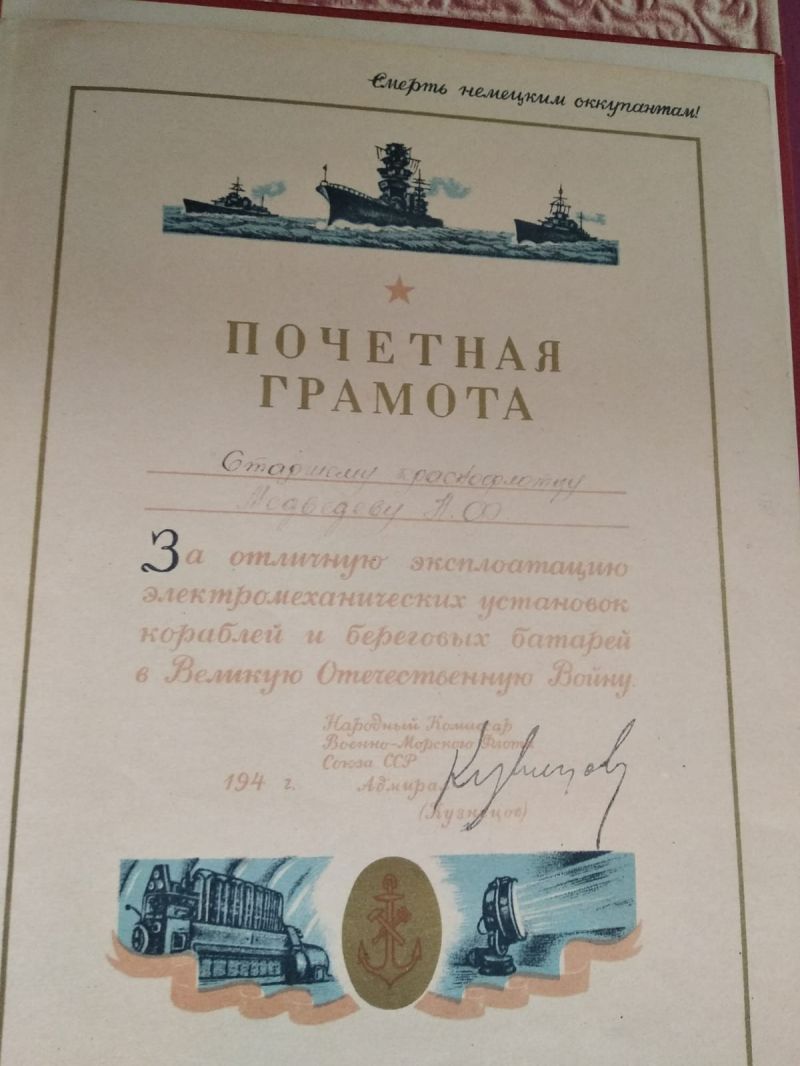 Смерть немецким оккупантам!
ПОЧЕТНАЯ
ГРАМОТА
Старшему краснофлотцу
Медведеву А.Ф.
За отличную эксплоатацию
электромеханических установок
кораблей и береговых батарей
в Великую Отечественную Войну.
Народный Комиссар
Военно-Морского Флота
Союза ССР
194 г. Адмирал Кузнецов
(Кузнецов)